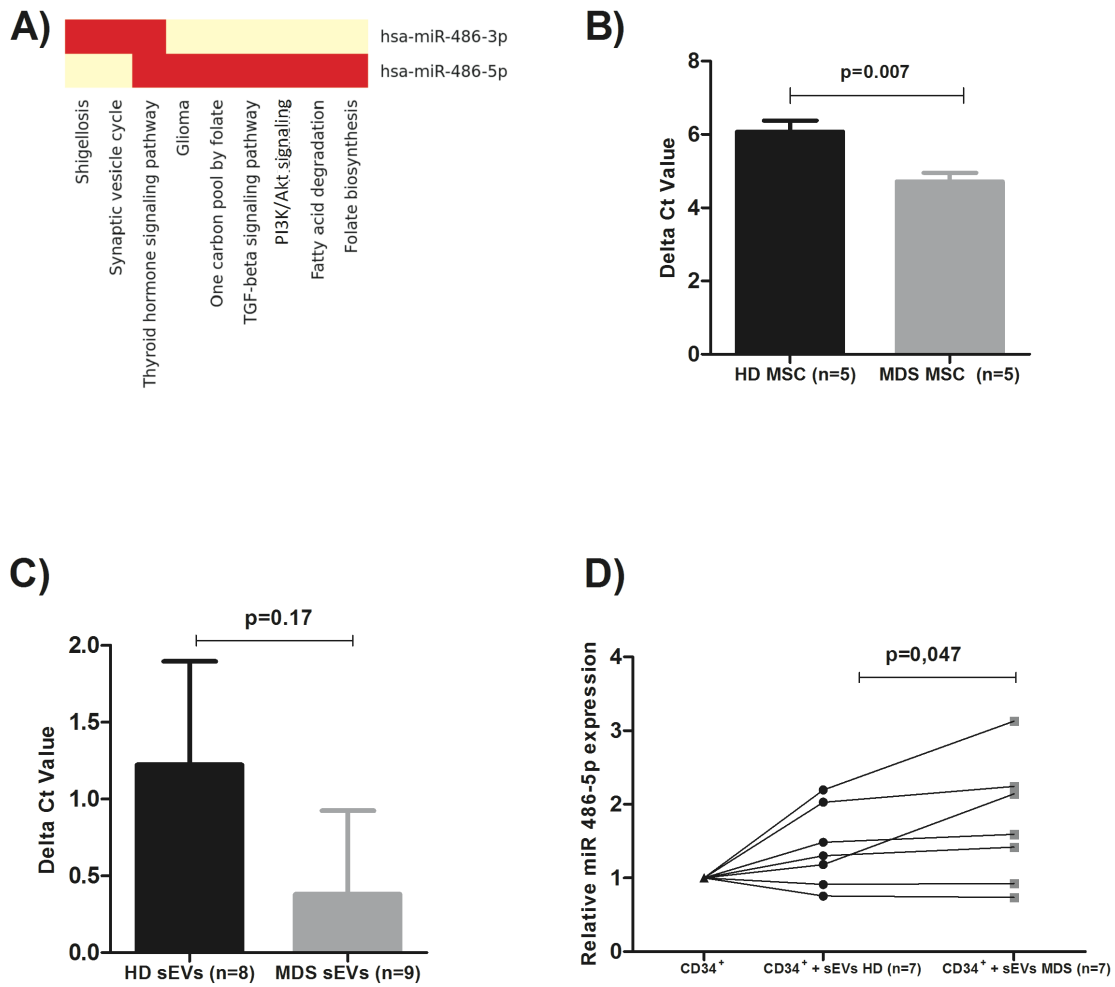 A)
hsa-miR-486-3p
hsa-miR-486-5p
Shigellosis
Synaptic vesicle cycle
Thyroid hormone signaling pathway
Glioma
One carbon pool by folate
TGF-beta signaling pathway
PI3K/Akt signaling
Fatty acid degradation
Folate biosynthesis
B)
p=0.007
Delta Ct Value
8
6
4
2
0
HD MSC (n=5)
MDS MSC (n=5)
C)
p=0.17
Delta Ct Value
2.0
1.5
1.0
0.5
0.0
HD sEVs (n=8)
MDS sEVs (n=9)
D)
p=0,047
Relative miR 486-5p expression
4
3
2
1
0
CD34+
CD34+ + sEVs HD (n=7)
CD34+ + sEVs MDS (n=7)